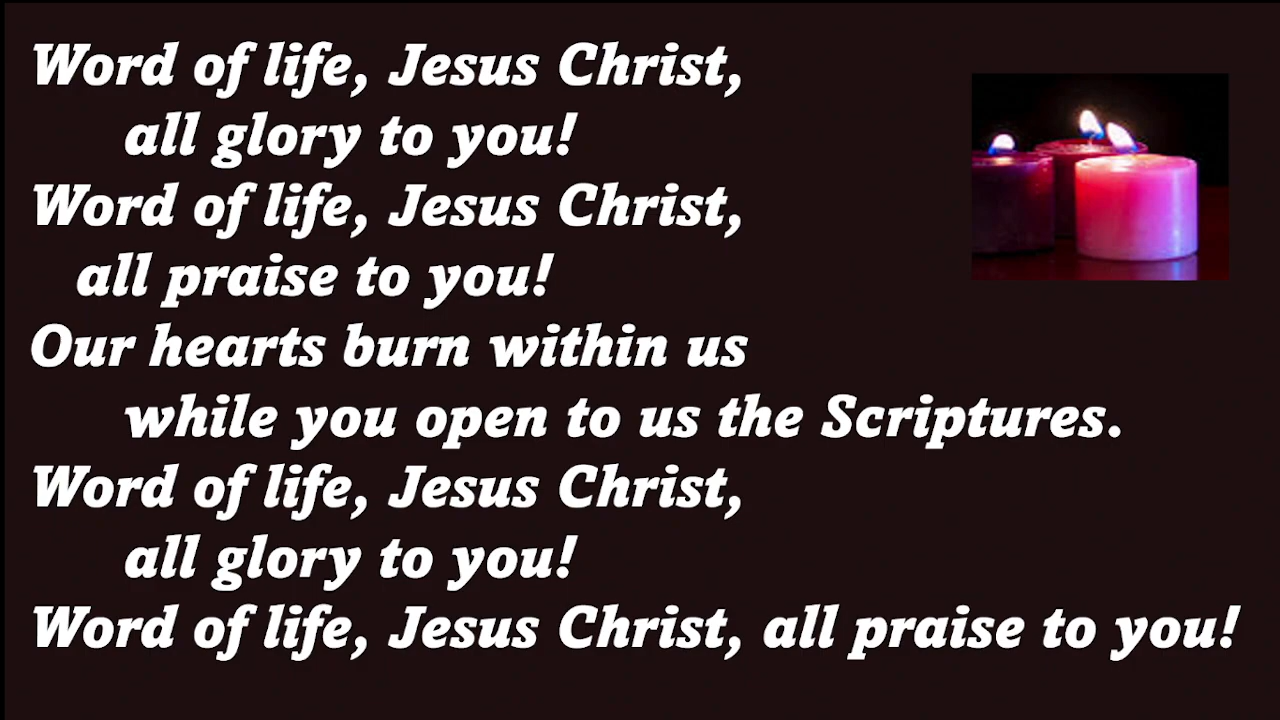 Word of life, Jesus Christ,
all glory to you!
Word of life, Jesus Christ,
all praise to you!
Our hearts burn within us
while you open to us the Scriptures.
Word of life, Jesus Christ,
all glory to you!
Word of life, Jesus Christ, all praise to you!